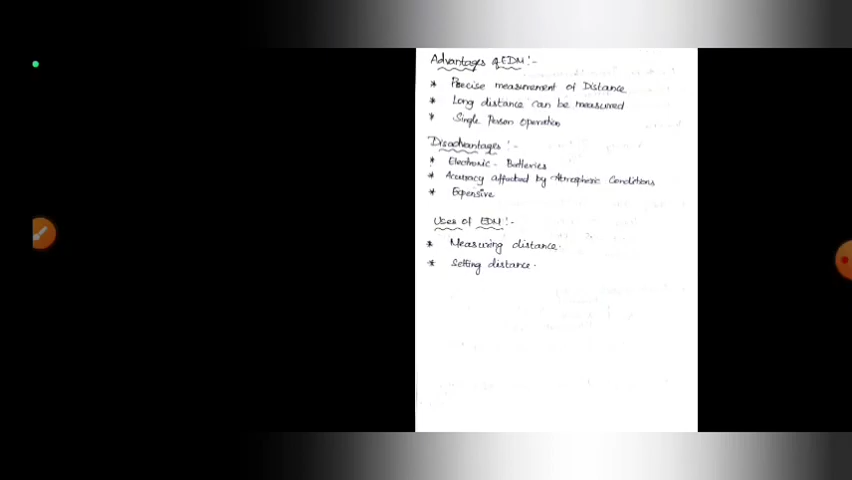 Advantages of EDM :-
* Precise measurement of Distance
* Long distance can be measured
* Single Person operation
Disadvantages :-
* Electronic - Batteries
* Accuracy affected by Atmospheric Conditions
* Expensive
Uses of EDM :-
* Measuring distance.
* Setting distance.